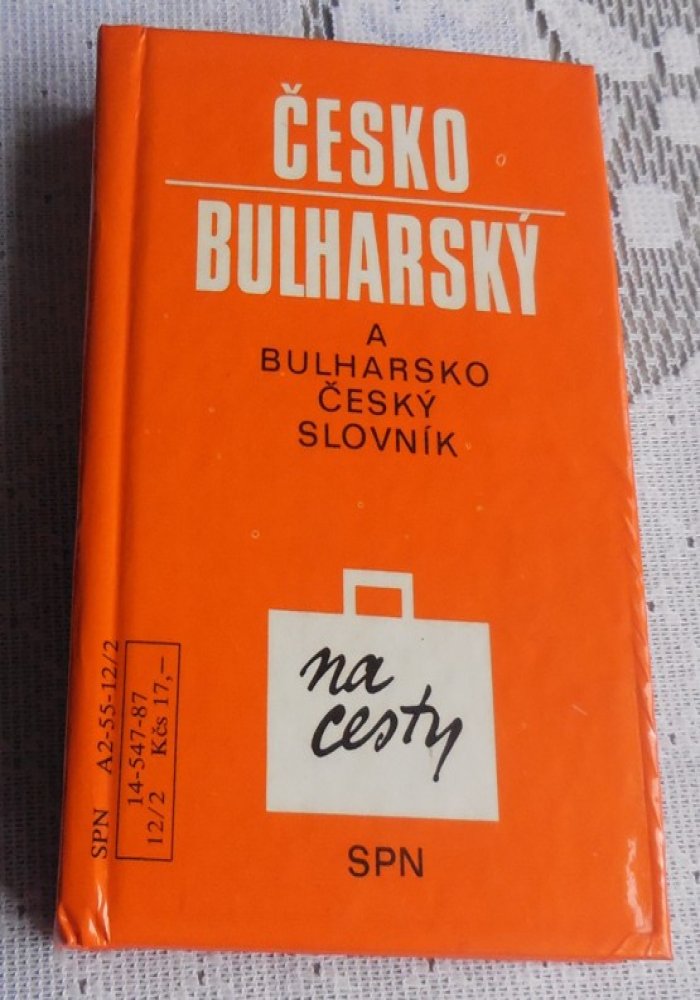 ČESKO
BULHARSKÝ
A
BULHARSKO
ČESKÝ
SLOVNÍK
na
cesty
SPN
SPN A2-55-12/2
14-547-87
12/2 Kčs 17,–